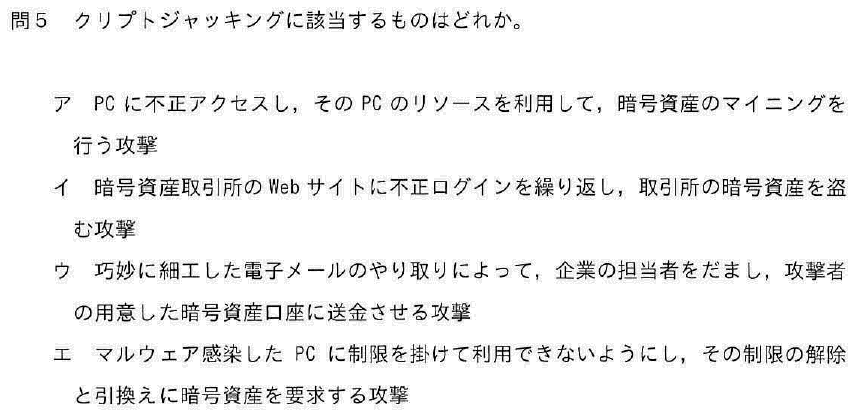 問5　クリプトジャッキングに該当するものはどれか。
ア　PCに不正アクセスし，そのPCのリソースを利用して，暗号資産のマイニングを
行う攻撃
イ　暗号資産取引所のWebサイトに不正ログインを繰り返し，取引所の暗号資産を盗
む攻撃
ウ　巧妙に細工した電子メールのやり取りによって，企業の担当者をだまし，攻撃者
の用意した暗号資産口座に送金させる攻撃
エ　マルウェア感染したPCに制限を掛けて利用できないようにし，その制限の解除
と引換えに暗号資産を要求する攻撃